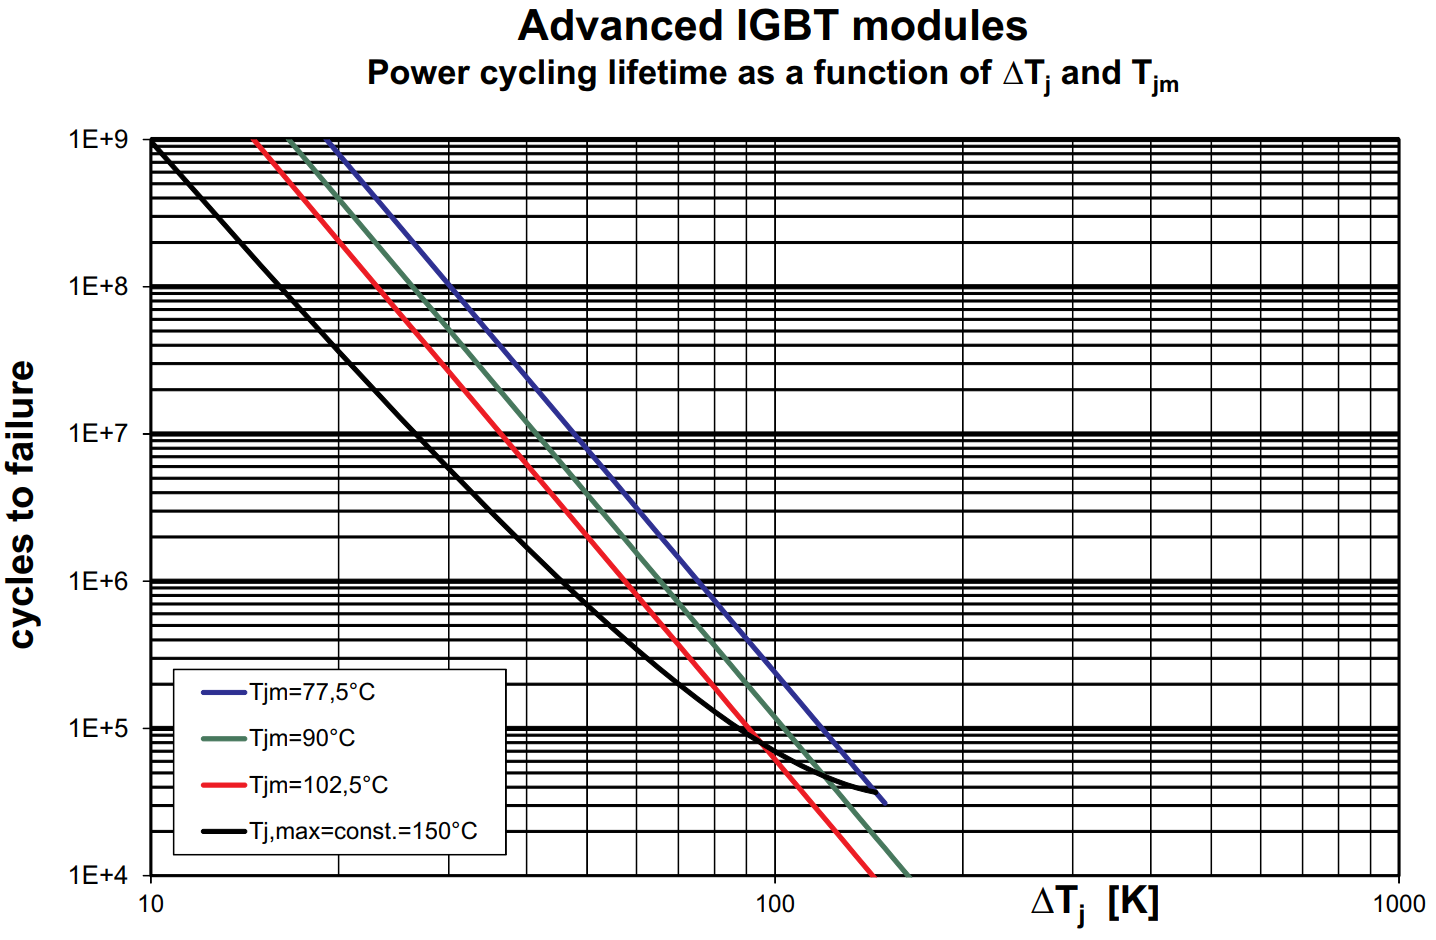 Advanced IGBT modules
Power cycling lifetime as a function of ΔTj and Tjm
cycles to failure
1E+9
1E+8
1E+7
1E+6
1E+5
1E+4
Tjm=77,5°C
Tjm=90°C
Tjm=102,5°C
Tj,max=const.=150°C
10
100
ΔTj [K]
1000